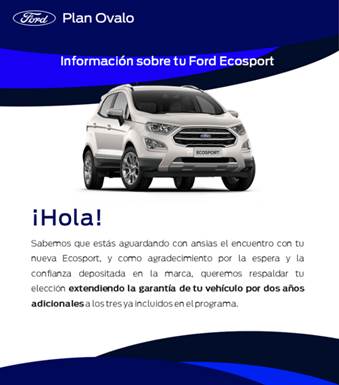 Ford Plan Ovalo
Información sobre tu Ford Ecosport
Ford
ECOSPORT
¡Hola!
Sabemos que estás aguardando con ansias el encuentro con tu
nueva Ecosport, y como agradecimiento por la espera y la
confianza depositada en la marca, queremos respaldar tu
elección extendiendo la garantía de tu vehículo por dos años
adicionales a los tres ya incluidos en el programa.